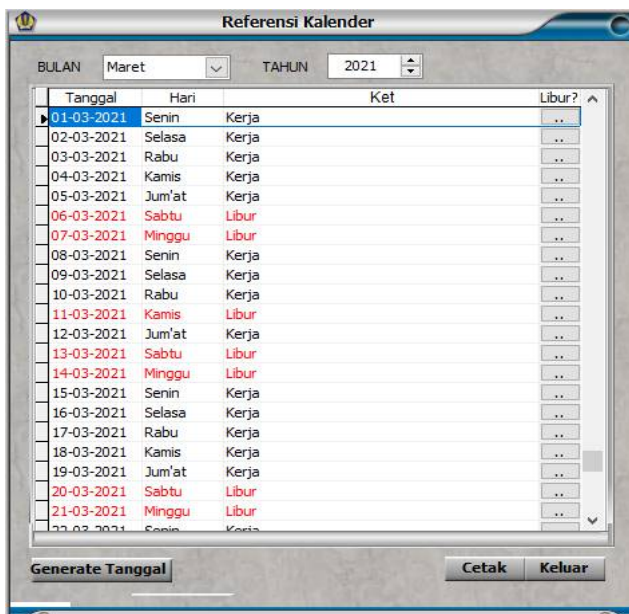 Referensi Kalender
BULAN Maret TAHUN 2021
Tanggal Hari Ket Libur?
01-03-2021 Senin Kerja ..
02-03-2021 Selasa Kerja ..
03-03-2021 Rabu Kerja ..
04-03-2021 Kamis Kerja ..
05-03-2021 Jum'at Kerja ..
06-03-2021 Sabtu Libur ..
07-03-2021 Minggu Libur ..
08-03-2021 Senin Kerja ..
09-03-2021 Selasa Kerja ..
10-03-2021 Rabu Kerja ..
11-03-2021 Kamis Libur ..
12-03-2021 Jum'at Kerja ..
13-03-2021 Sabtu Libur ..
14-03-2021 Minggu Libur ..
15-03-2021 Senin Kerja ..
16-03-2021 Selasa Kerja ..
17-03-2021 Rabu Kerja ..
18-03-2021 Kamis Kerja ..
19-03-2021 Jum'at Kerja ..
20-03-2021 Sabtu Libur ..
21-03-2021 Minggu Libur ..
22-03-2021 Senin Kerja
Generate Tanggal Cetak Keluar